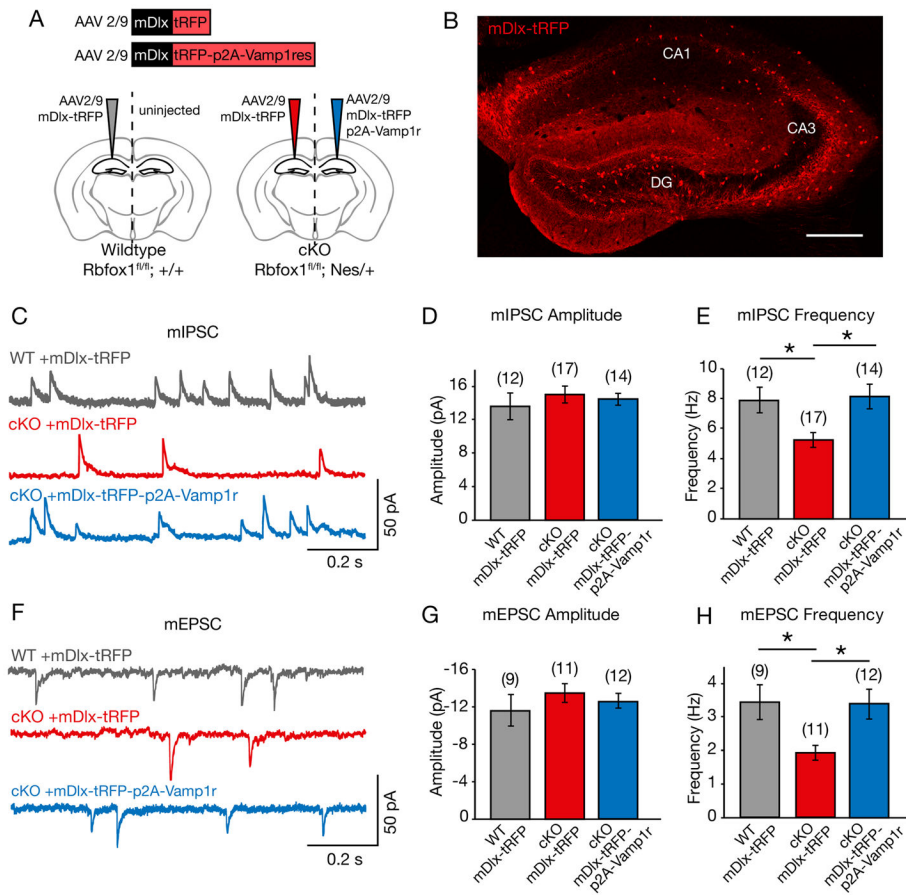 A
AAV 2/9 mDlx tRFP
AAV 2/9 mDlx tRFP-p2A-Vamp1res
AAV2/9
mDlx-tRFP
uninjected
AAV2/9
mDlx-tRFP
AAV2/9
mDlx-tRFP
p2A-Vamp1r
Wildtype
Rbfox1fl/fl; +/+
cKO
Rbfox1fl/fl; Nes/+
B
mDlx-tRFP
CA1
CA3
DG
C
mIPSC
WT +mDlx-tRFP
cKO +mDlx-tRFP
cKO +mDlx-tRFP-p2A-Vamp1r
50 pA
0.2 s
D
mIPSC Amplitude
Amplitude (pA)
16
12
8
4
0
(12)
(17)
(14)
WT
mDlx-tRFP
cKO
mDlx-tRFP
cKO
mDlx-tRFP-
p2A-Vamp1r
E
mIPSC Frequency
Frequency (Hz)
10
8
6
4
2
0
*
*
(12)
(17)
(14)
WT
mDlx-tRFP
cKO
mDlx-tRFP
cKO
mDlx-tRFP-
p2A-Vamp1r
F
mEPSC
WT +mDlx-tRFP
cKO +mDlx-tRFP
cKO +mDlx-tRFP-p2A-Vamp1r
50 pA
0.2 s
G
mEPSC Amplitude
Amplitude (pA)
-16
-12
-8
-4
0
(9)
(11)
(12)
WT
mDlx-tRFP
cKO
mDlx-tRFP
cKO
mDlx-tRFP-
p2A-Vamp1r
H
mEPSC Frequency
Frequency (Hz)
4
3
2
1
0
*
*
(9)
(11)
(12)
WT
mDlx-tRFP
cKO
mDlx-tRFP
cKO
mDlx-tRFP-
p2A-Vamp1r